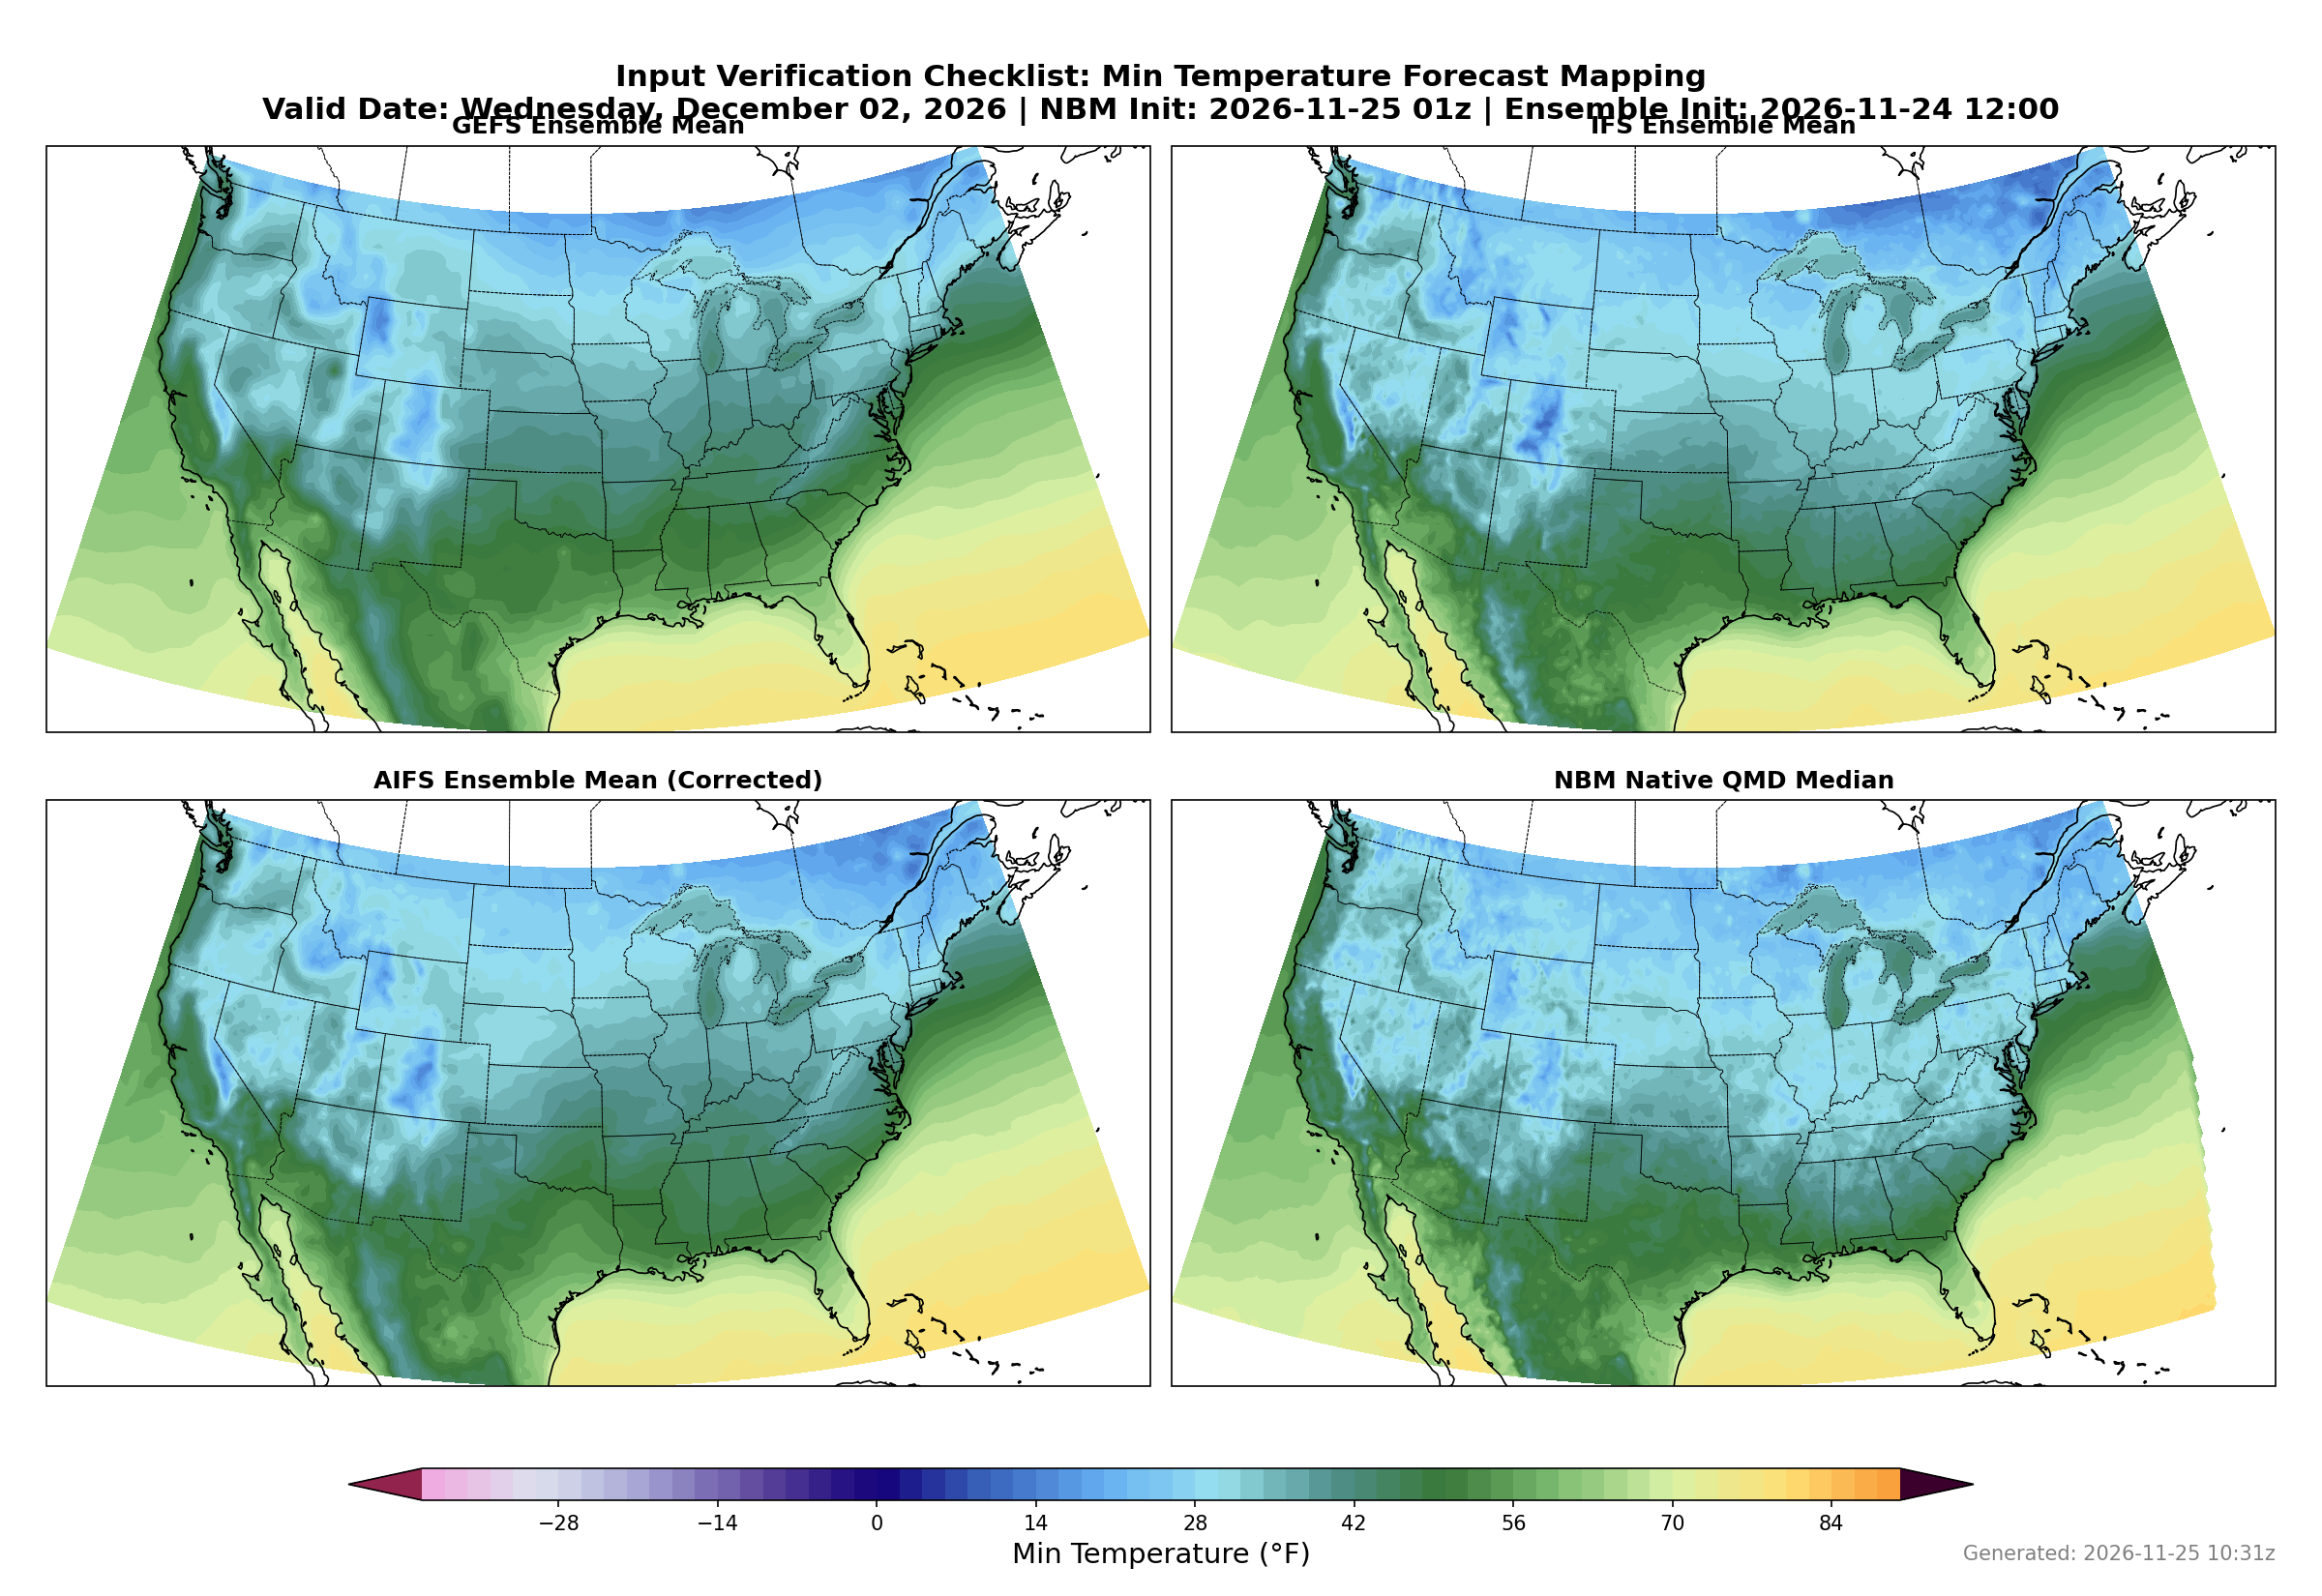 Input Verification Checklist: Min Temperature Forecast Mapping
Valid Date: Wednesday, December 02, 2026 | NBM Init: 2026-11-25 01z | Ensemble Init: 2026-11-24 12:00
GEFS Ensemble Mean
IFS Ensemble Mean
AIFS Ensemble Mean (Corrected)
NBM Native QMD Median
−28 −14 0 14 28 42 56 70 84
Min Temperature (°F)
Generated: 2026-11-25 10:31z